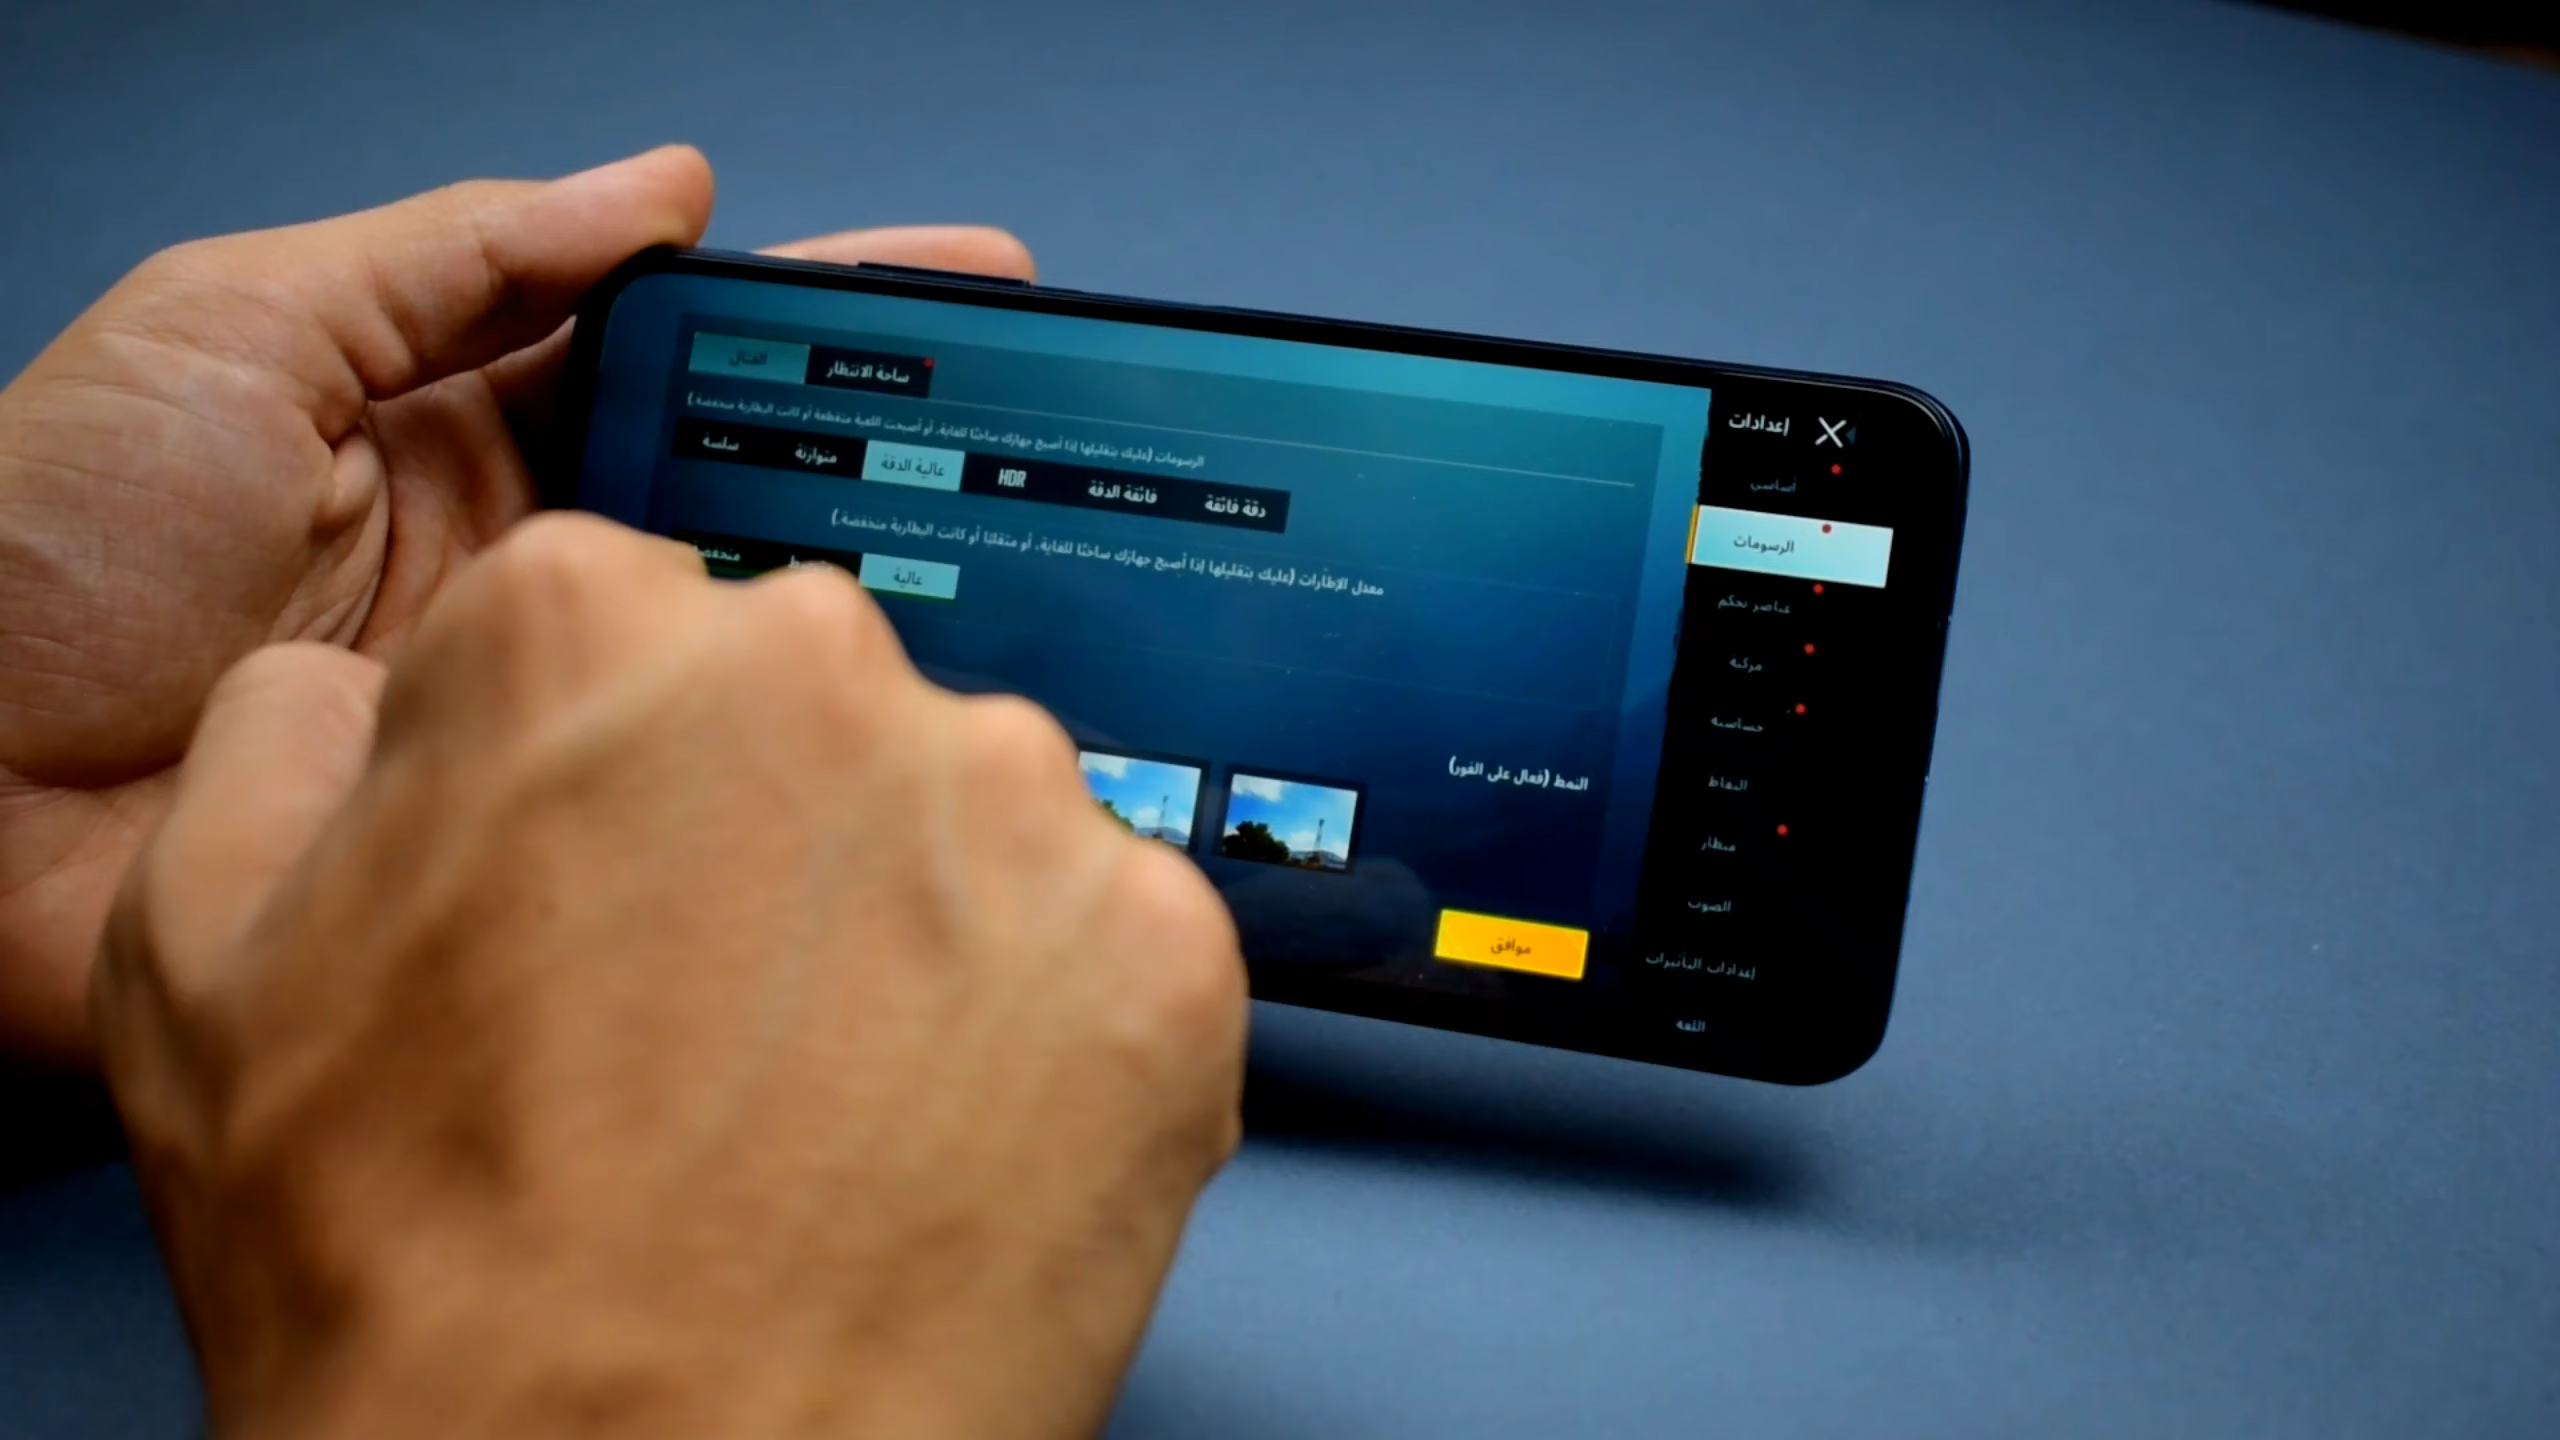 إعدادات
القتال
ساحة الانتظار
الرسومات (عليك بتقليلها إذا أصبح جهازك ساخنًا للغاية، أو أصبحت اللعبة متقطعة أو كانت البطارية منخفضة.)
سلسة
متوازنة
عالية الدقة
HDR
فائقة الدقة
دقة فائقة
معدل الإطارات (عليك بتقليلها إذا أصبح جهازك ساخنًا للغاية، أو متقلبًا أو كانت البطارية منخفضة.)
منخفضة
عالية
النمط (فعال على الفور)
موافق
أساسي
الرسومات
عناصر تحكم
مركبة
حساسية
التقاط
منظار
الصوت
إعدادات التأثيرات
اللغة